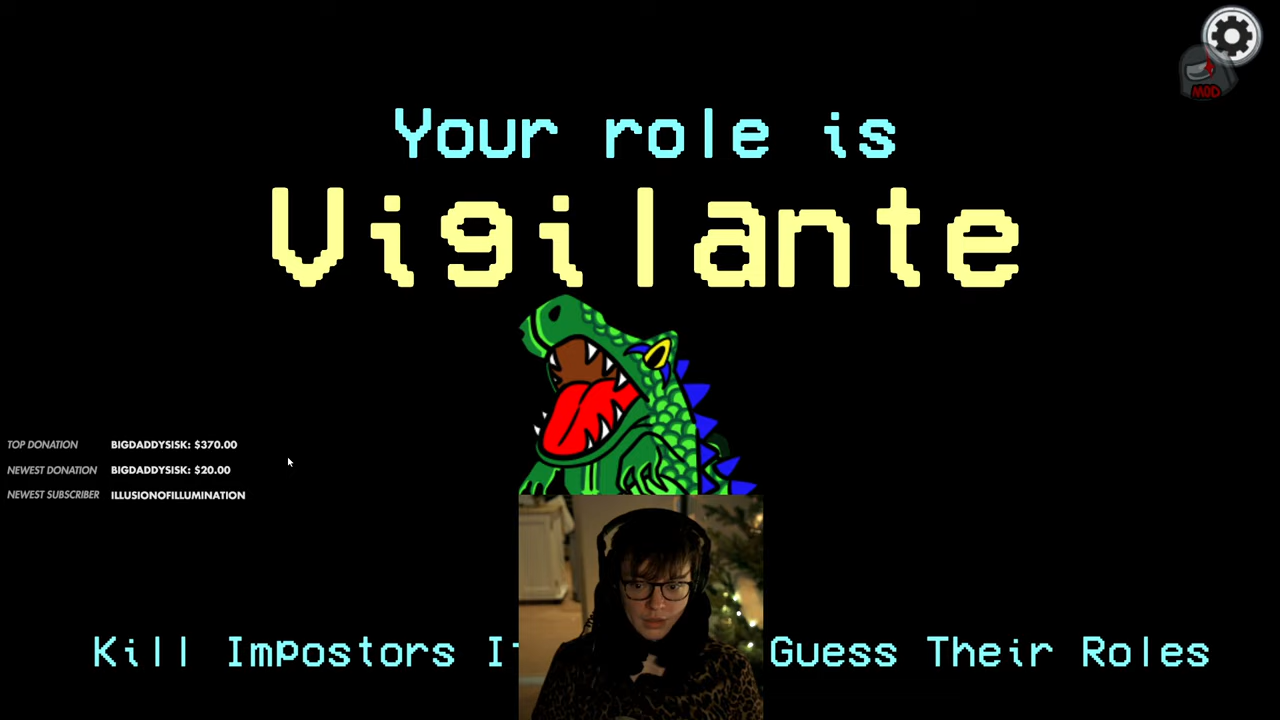 MOD
Your role is
Vigilante
TOP DONATION BIGDADDYSISK: $370.00
NEWEST DONATION BIGDADDYSISK: $20.00
NEWEST SUBSCRIBER ILLUSIONOFILLUMINATION
Kill Impostors Guess Their Roles